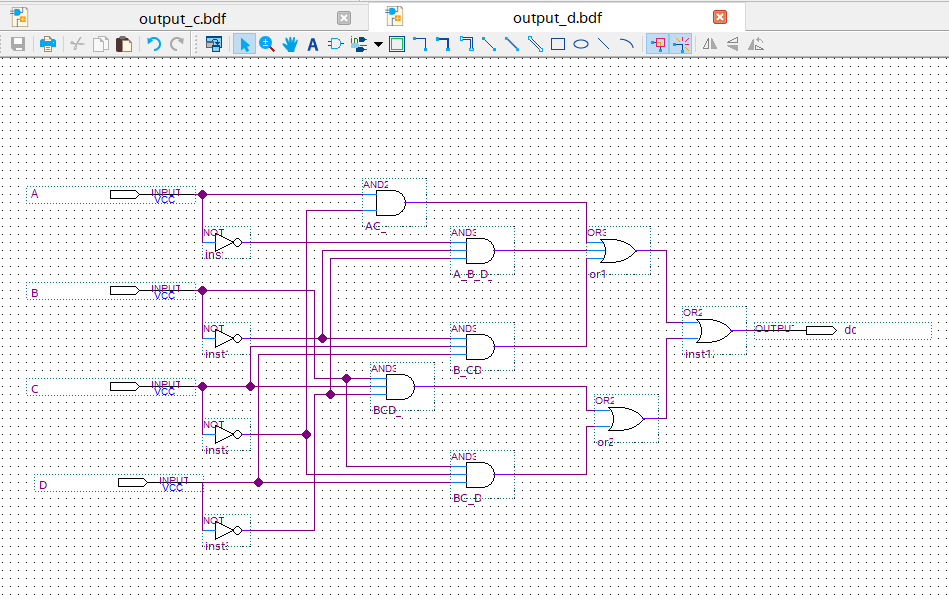 output_c.bdf
output_d.bdf
A
INPUT
VCC
AND2
AC_
NOT
ins
AND3
A_B_D_
OR3
or1
B
INPUT
VCC
NOT
inst
AND3
B_CD
OR2
inst1
OUTPUT
dc
C
INPUT
VCC
AND3
BCD_
OR2
or2
NOT
inst
AND3
BC_D
D
INPUT
VCC
NOT
inst